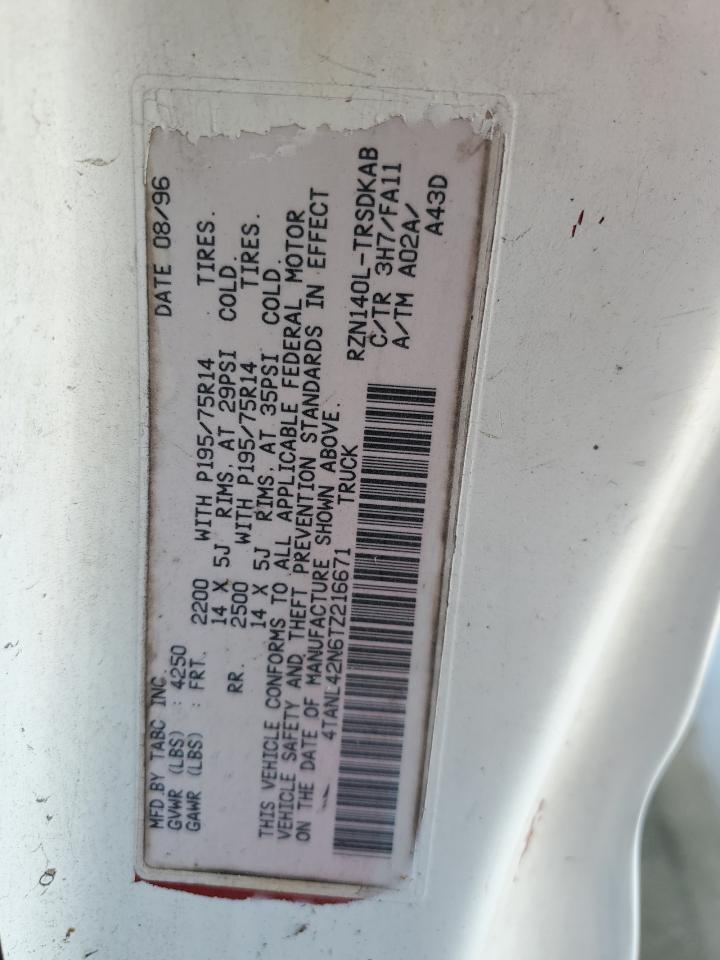 MFD BY TABC INC. DATE 08/96
GVWR (LBS) : 4250
GAWR (LBS) : FRT. 2200 WITH P195/75R14 TIRES.
14 X 5J RIMS, AT 29PSI COLD.
RR. 2500 WITH P195/75R14 TIRES.
14 X 5J RIMS, AT 35PSI COLD.
THIS VEHICLE CONFORMS TO ALL APPLICABLE FEDERAL MOTOR
VEHICLE SAFETY AND THEFT PREVENTION STANDARDS IN EFFECT
ON THE DATE OF MANUFACTURE SHOWN ABOVE.
4TANL42N6TZ216671 TRUCK
RZN140L-TRSDKAB
C/TR 3H7/FA11
A/TM A02A/
A43D